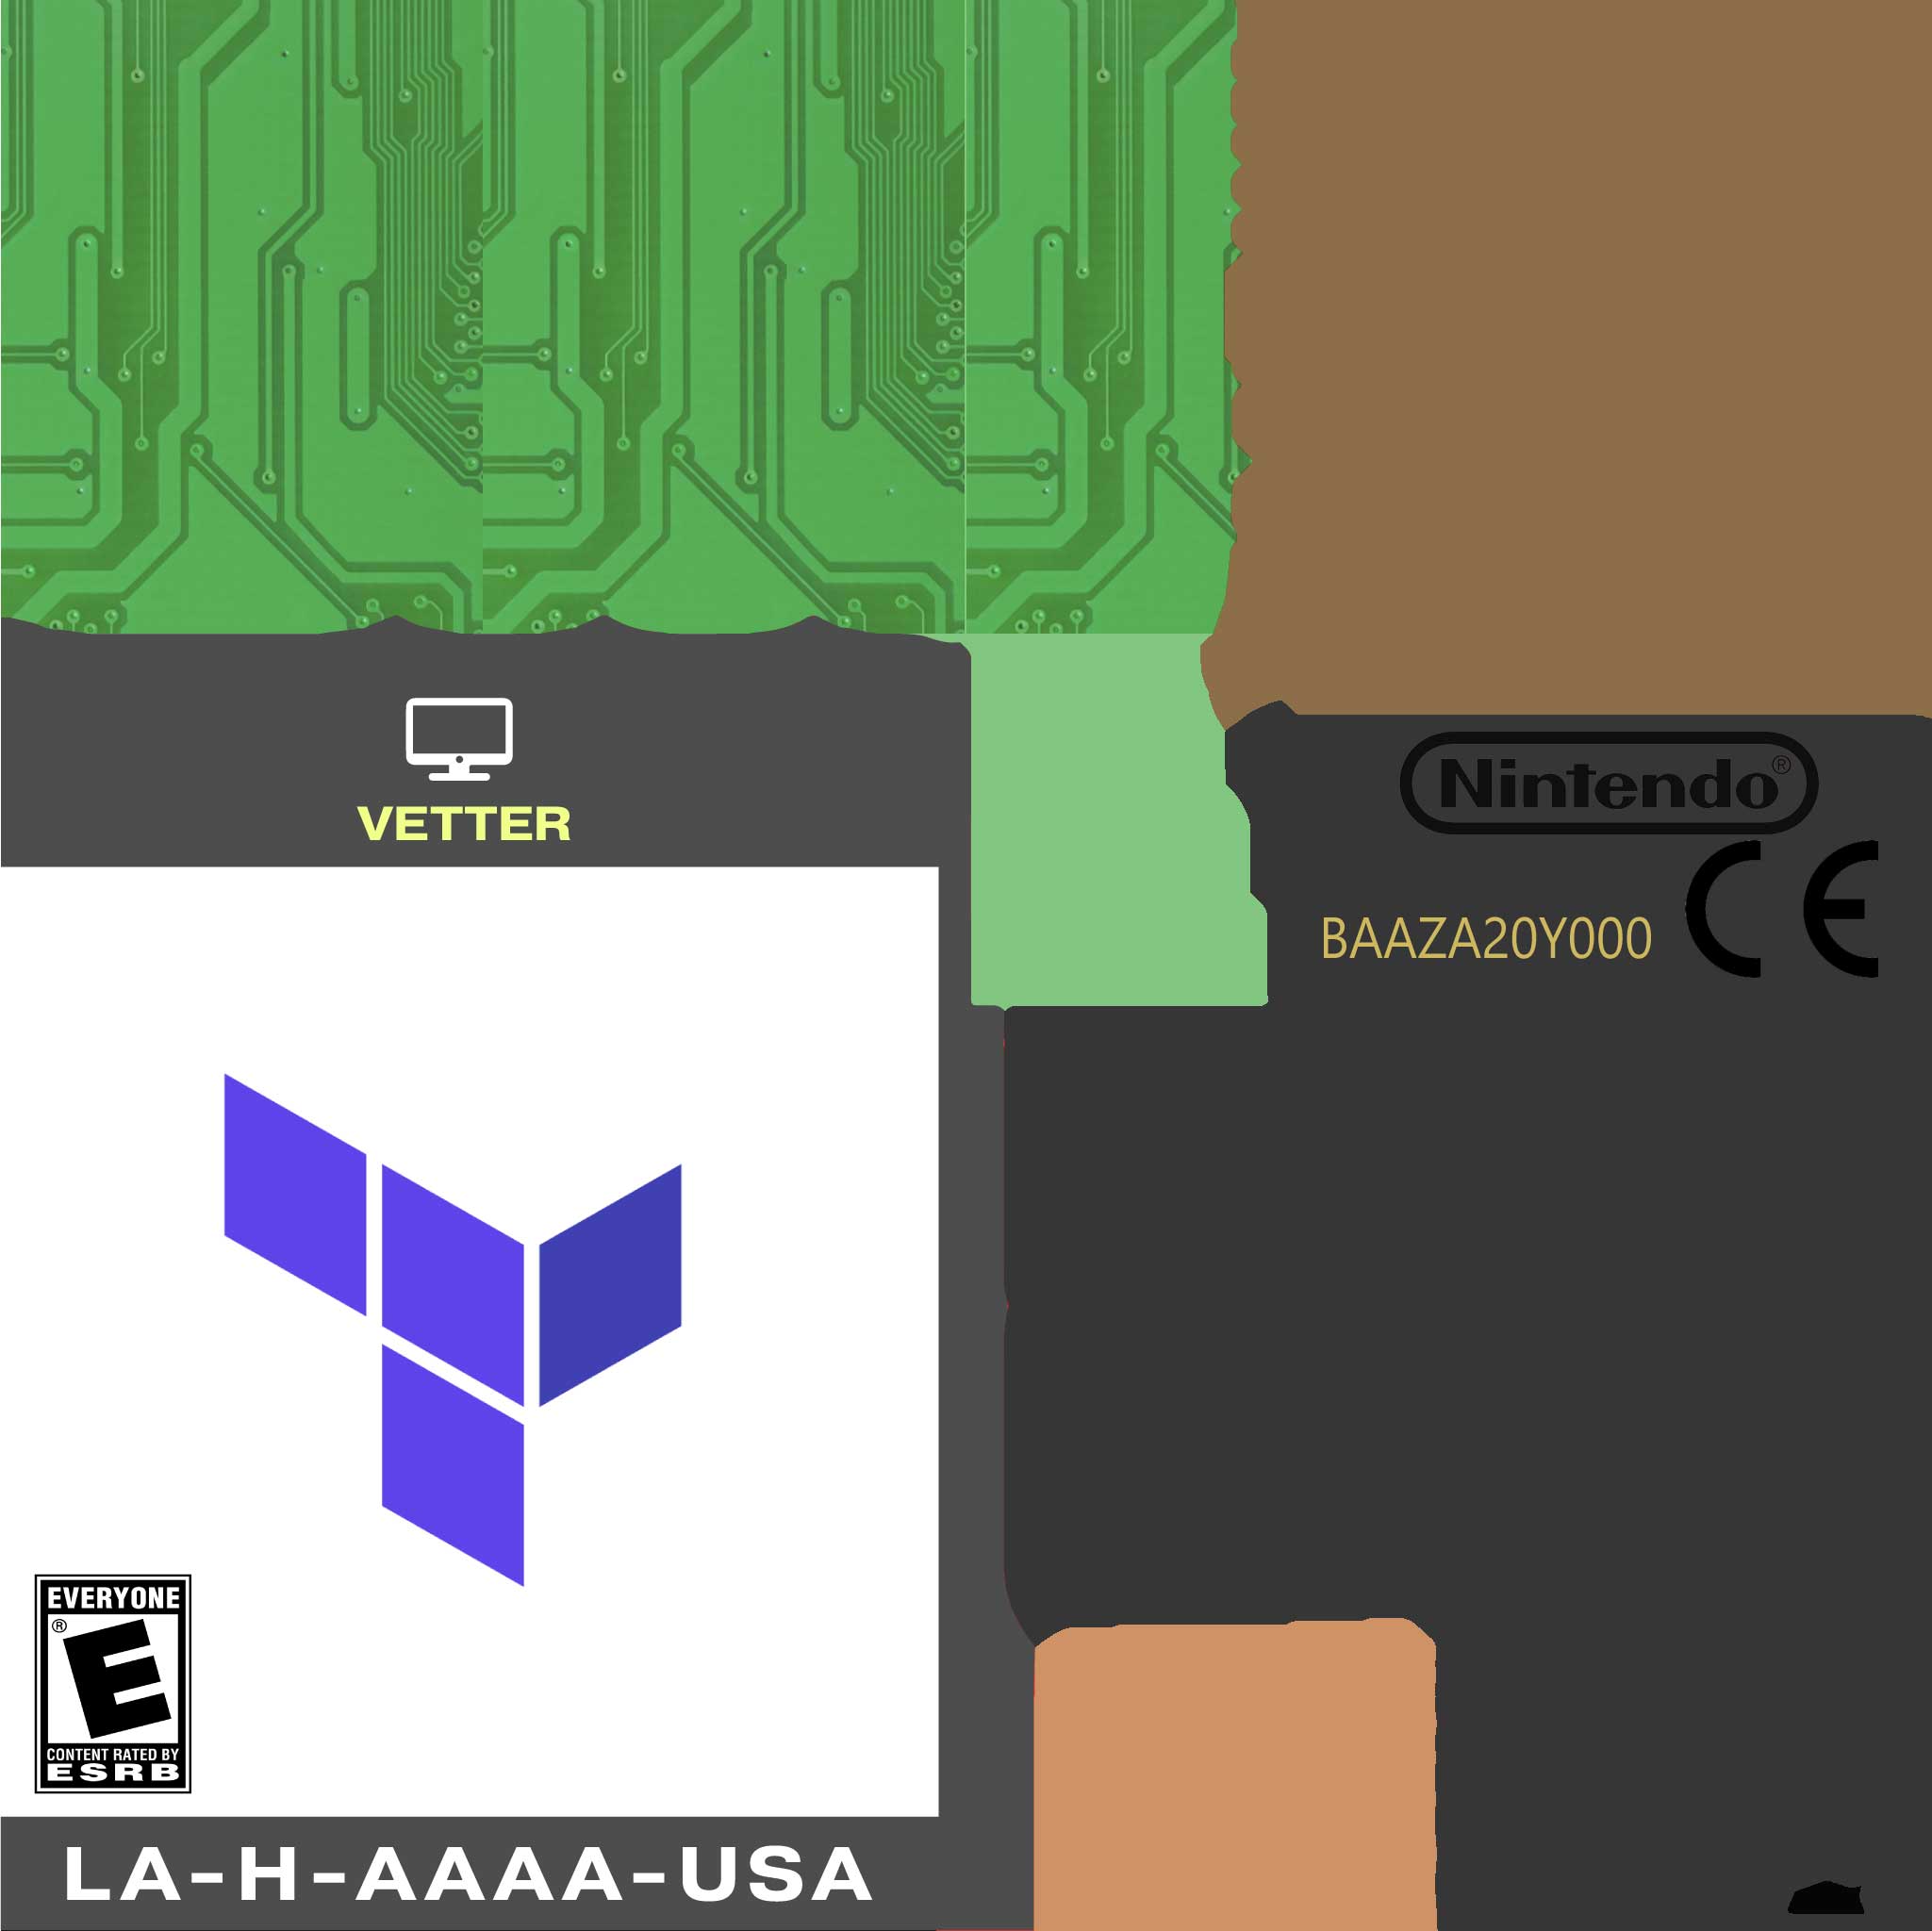 VETTER
Nintendo®
CE
BAAZA20Y000
EVERYONE
®
E
CONTENT RATED BY
ESRB
LA-H-AAAA-USA